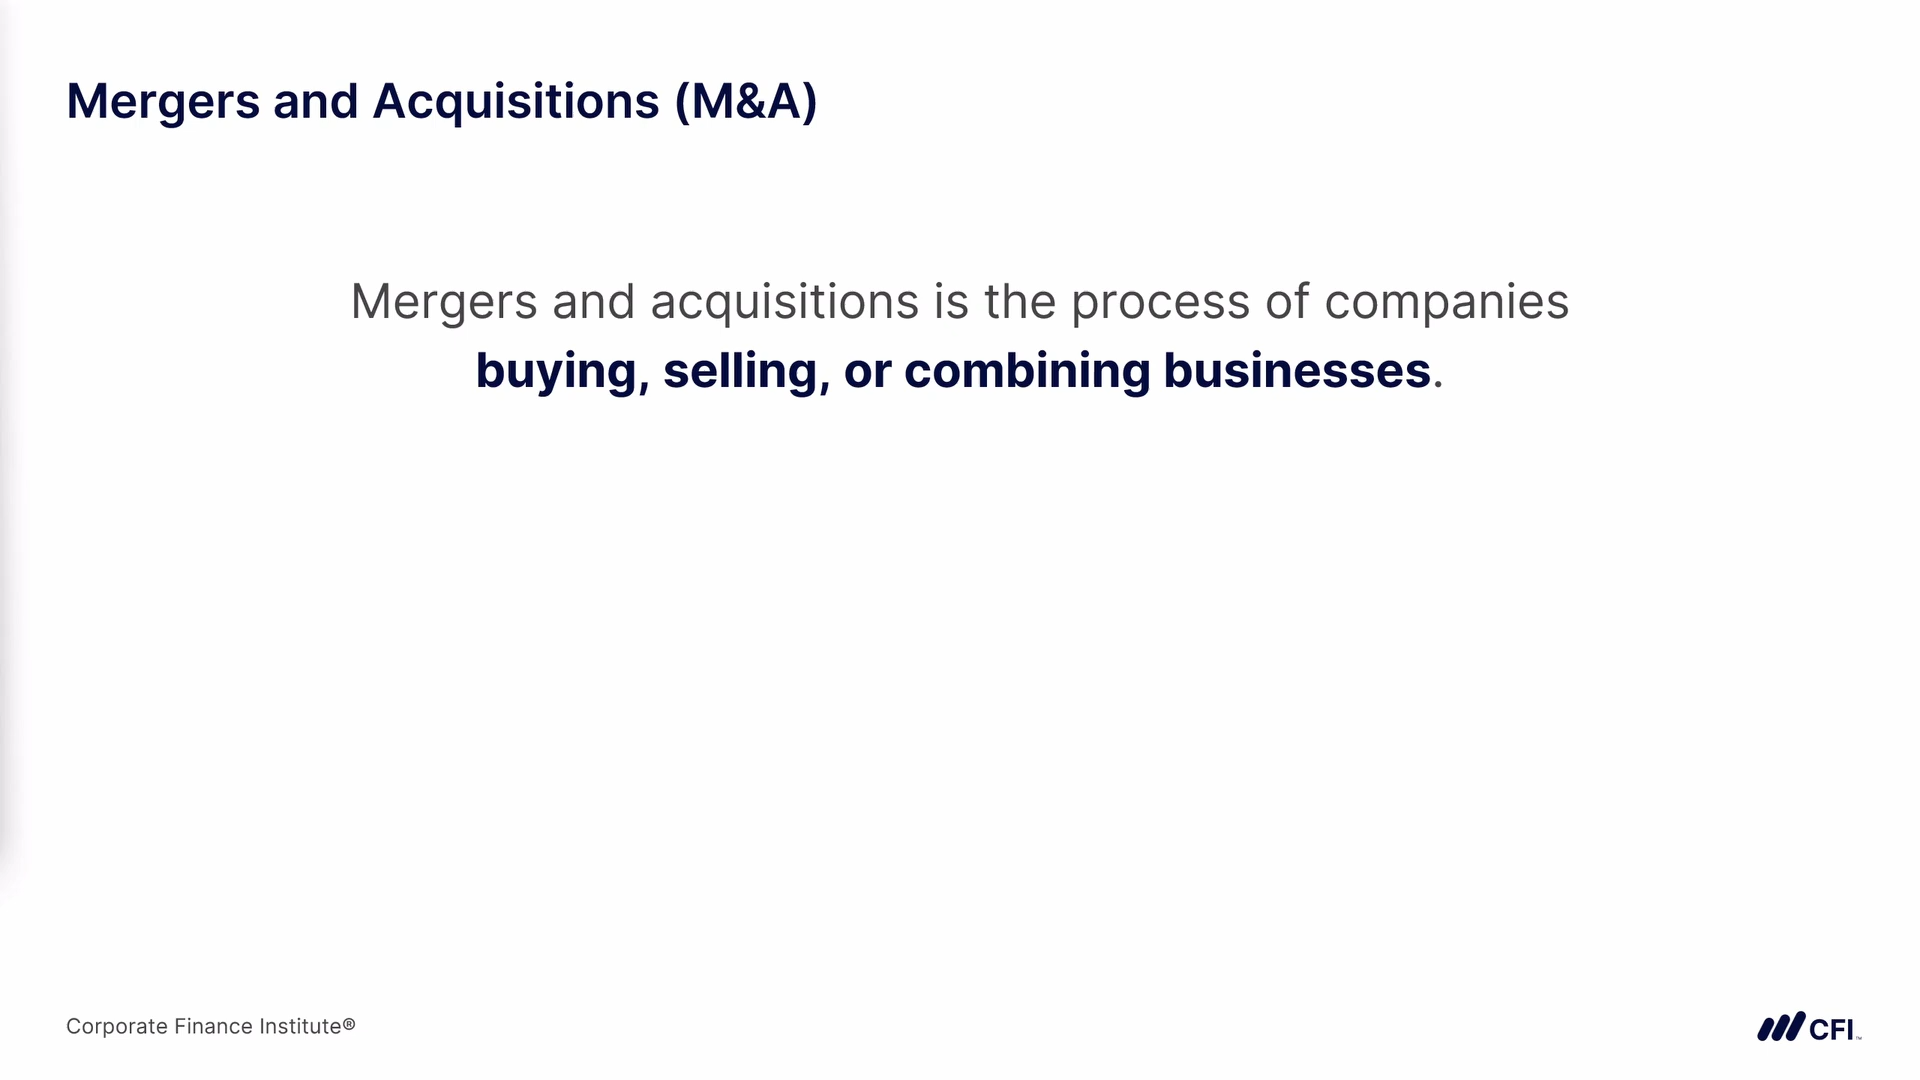 Mergers and Acquisitions (M&A)
Mergers and acquisitions is the process of companies
buying, selling, or combining businesses.
Corporate Finance Institute®
CFI™